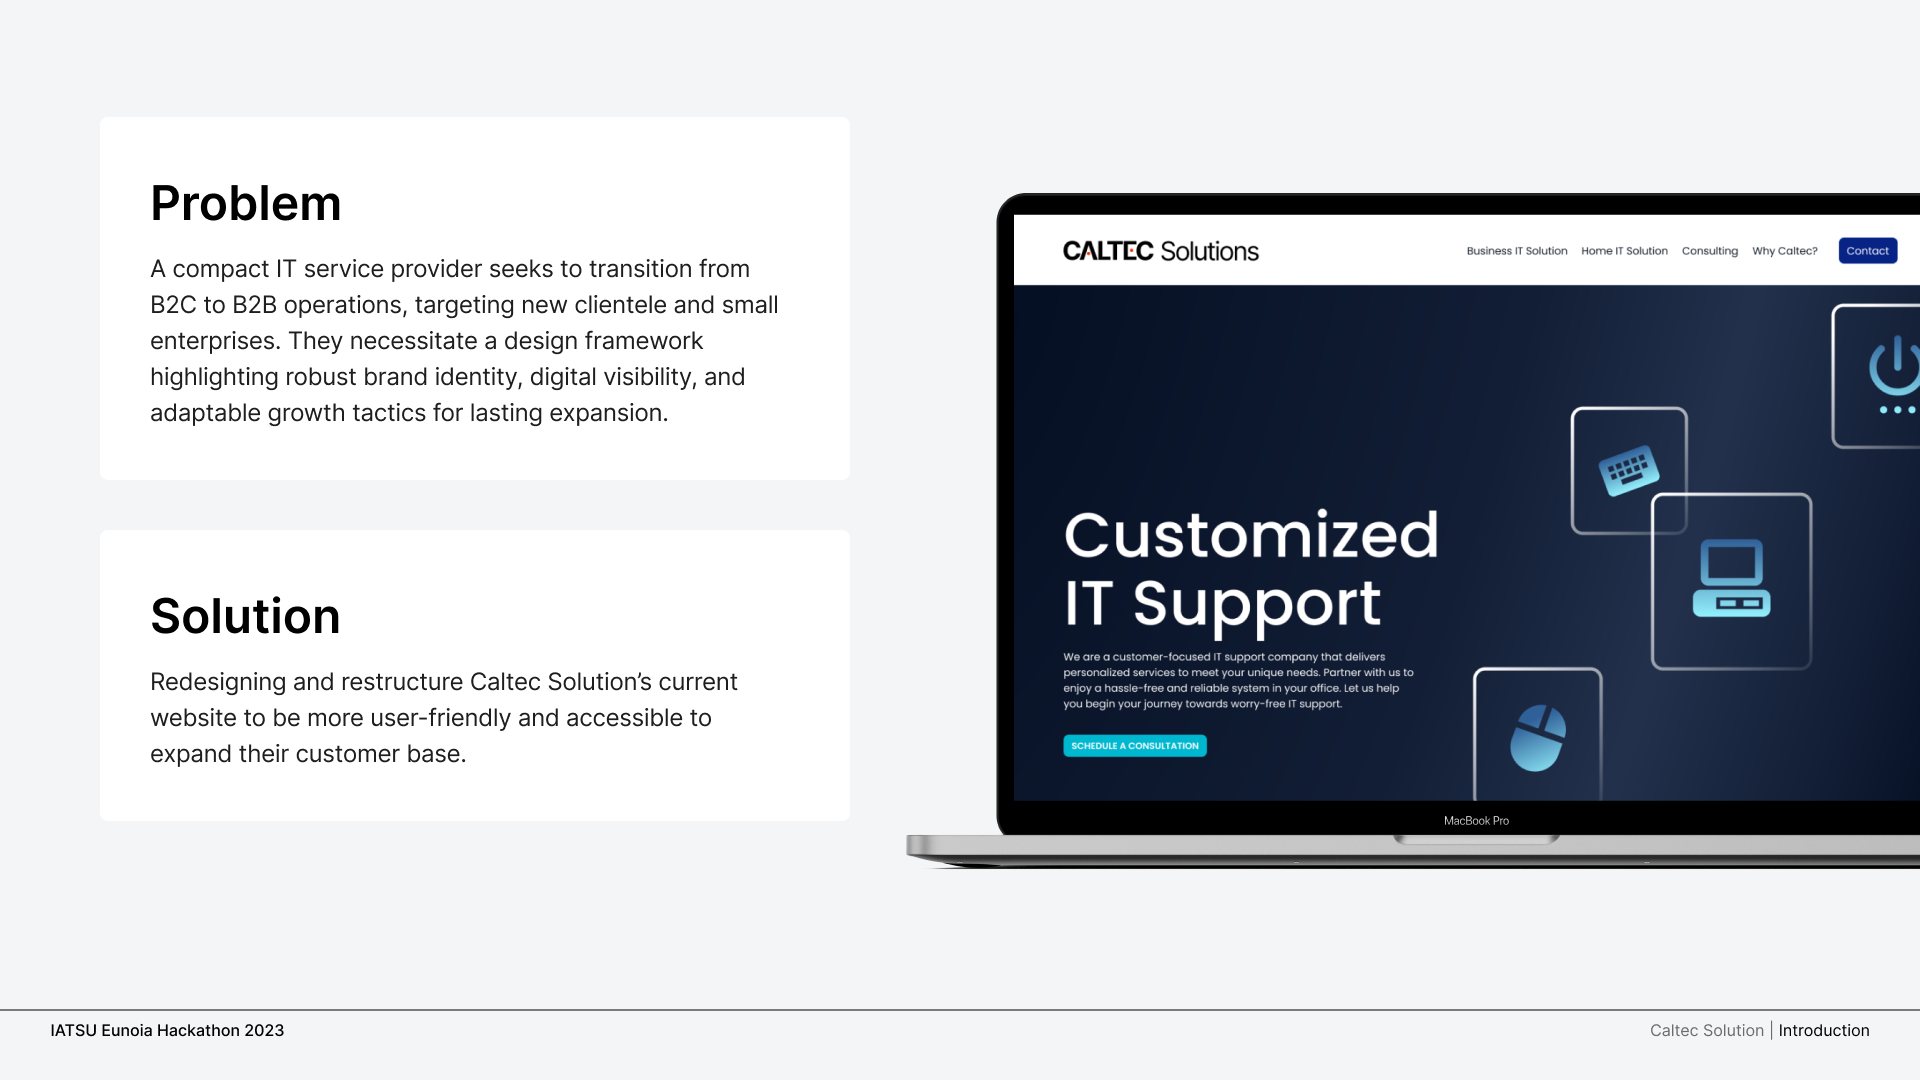 Problem
A compact IT service provider seeks to transition from
B2C to B2B operations, targeting new clientele and small
enterprises. They necessitate a design framework
highlighting robust brand identity, digital visibility, and
adaptable growth tactics for lasting expansion.
Solution
Redesigning and restructure Caltec Solution’s current
website to be more user-friendly and accessible to
expand their customer base.
CALTEC Solutions
Business IT Solution Home IT Solution Consulting Why Caltec? Contact
Customized
IT Support
We are a customer-focused IT support company that delivers
personalized services to meet your unique needs. Partner with us to
enjoy a hassle-free and reliable system in your office. Let us help
you begin your journey towards worry-free IT support.
SCHEDULE A CONSULTATION
MacBook Pro
IATSU Eunoia Hackathon 2023
Caltec Solution | Introduction